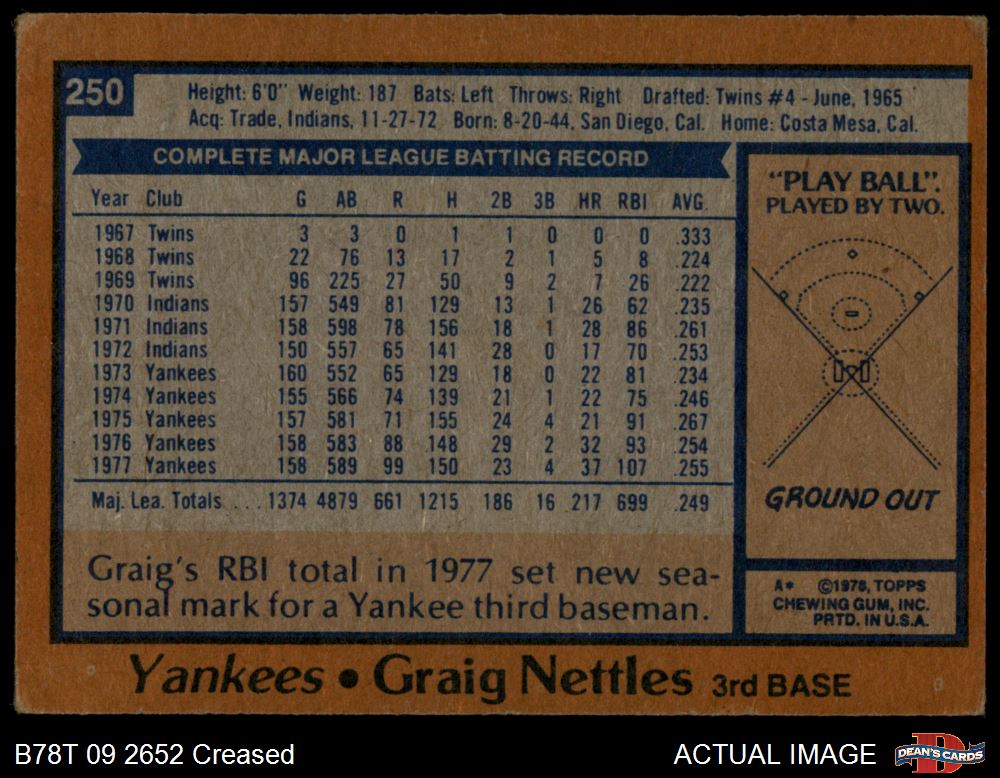 250
Height: 6'0" Weight: 187 Bats: Left Throws: Right Drafted: Twins #4 - June, 1965
Acq: Trade, Indians, 11-27-72 Born: 8-20-44, San Diego, Cal. Home: Costa Mesa, Cal.
COMPLETE MAJOR LEAGUE BATTING RECORD
Year Club G AB R H 2B 3B HR RBI AVG.
1967 Twins 3 3 0 1 1 0 0 0 .333
1968 Twins 22 76 13 17 2 1 5 8 .224
1969 Twins 96 225 27 50 9 2 7 26 .222
1970 Indians 157 549 81 129 13 1 26 62 .235
1971 Indians 158 598 78 156 18 1 28 86 .261
1972 Indians 150 557 65 141 28 0 17 70 .253
1973 Yankees 160 552 65 129 18 0 22 81 .234
1974 Yankees 155 566 74 139 21 1 22 75 .246
1975 Yankees 157 581 71 155 24 4 21 91 .267
1976 Yankees 158 583 88 148 29 2 32 93 .254
1977 Yankees 158 589 99 150 23 4 37 107 .255
Maj. Lea. Totals . . . 1374 4879 661 1215 186 16 217 699 .249
Graig's RBI total in 1977 set new sea-
sonal mark for a Yankee third baseman.
"PLAY BALL".
PLAYED BY TWO.
GROUND OUT
A* ©1978, TOPPS
CHEWING GUM, INC.
PRTD. IN U.S.A.
Yankees • Graig Nettles 3rd BASE
B78T 09 2652 Creased
ACTUAL IMAGE
DEAN'S CARDS